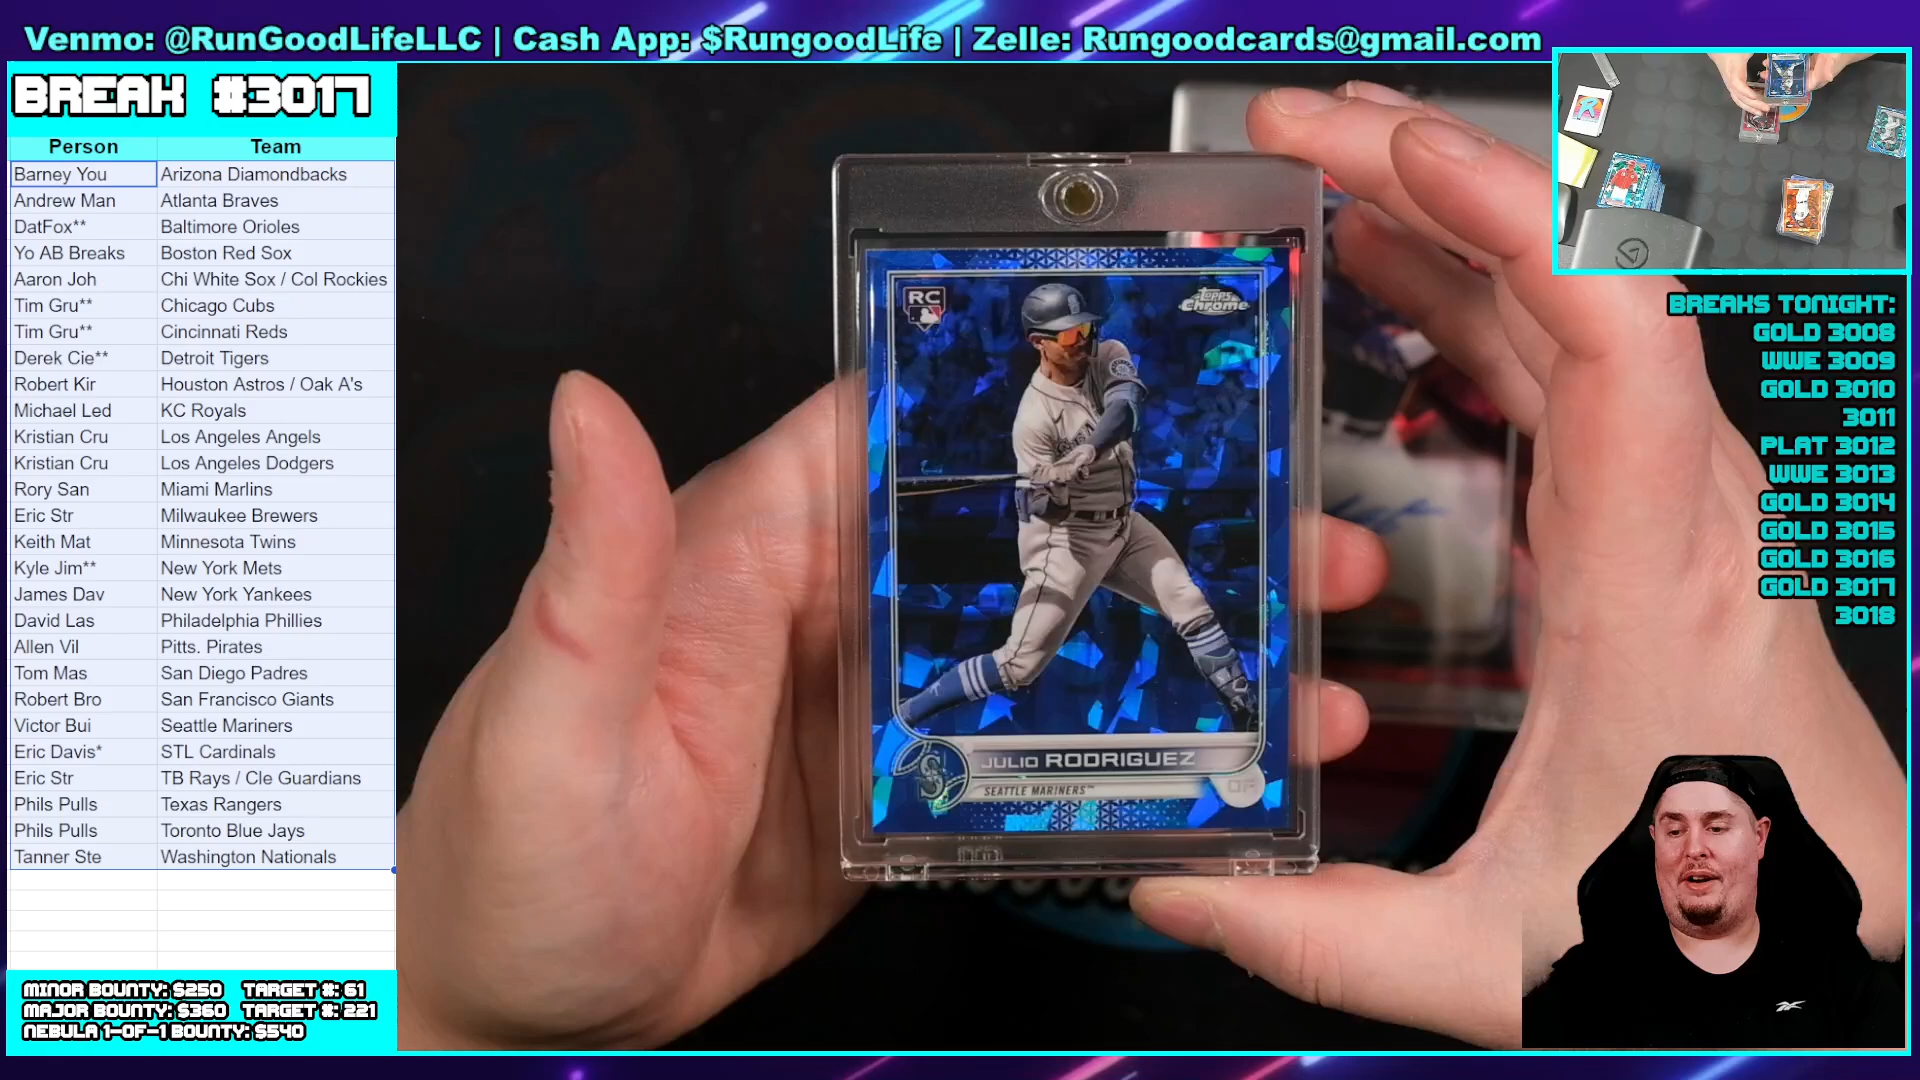 Venmo: @RunGoodLifeLLC | Cash App: $RungoodLife | Zelle: Rungoodcards@gmail.com
BREAK #3017
Person Team
Barney You Arizona Diamondbacks
Andrew Man Atlanta Braves
DatFox** Baltimore Orioles
Yo AB Breaks Boston Red Sox
Aaron Joh Chi White Sox / Col Rockies
Tim Gru** Chicago Cubs
Tim Gru** Cincinnati Reds
Derek Cie** Detroit Tigers
Robert Kir Houston Astros / Oak A's
Michael Led KC Royals
Kristian Cru Los Angeles Angels
Kristian Cru Los Angeles Dodgers
Rory San Miami Marlins
Eric Str Milwaukee Brewers
Keith Mat Minnesota Twins
Kyle Jim** New York Mets
James Dav New York Yankees
David Las Philadelphia Phillies
Allen Vil Pitts. Pirates
Tom Mas San Diego Padres
Robert Bro San Francisco Giants
Victor Bui Seattle Mariners
Eric Davis* STL Cardinals
Eric Str TB Rays / Cle Guardians
Phils Pulls Texas Rangers
Phils Pulls Toronto Blue Jays
Tanner Ste Washington Nationals
MINOR BOUNTY: $250 TARGET #: 61
MAJOR BOUNTY: $360 TARGET #: 221
NEBULA 1-OF-1 BOUNTY: $540
RC
Topps
Chrome
JULIO RODRIGUEZ
SEATTLE MARINERS™
OF
BREAKS TONIGHT:
GOLD 3008
WWE 3009
GOLD 3010
3011
PLAT 3012
WWE 3013
GOLD 3014
GOLD 3015
GOLD 3016
GOLD 3017
3018